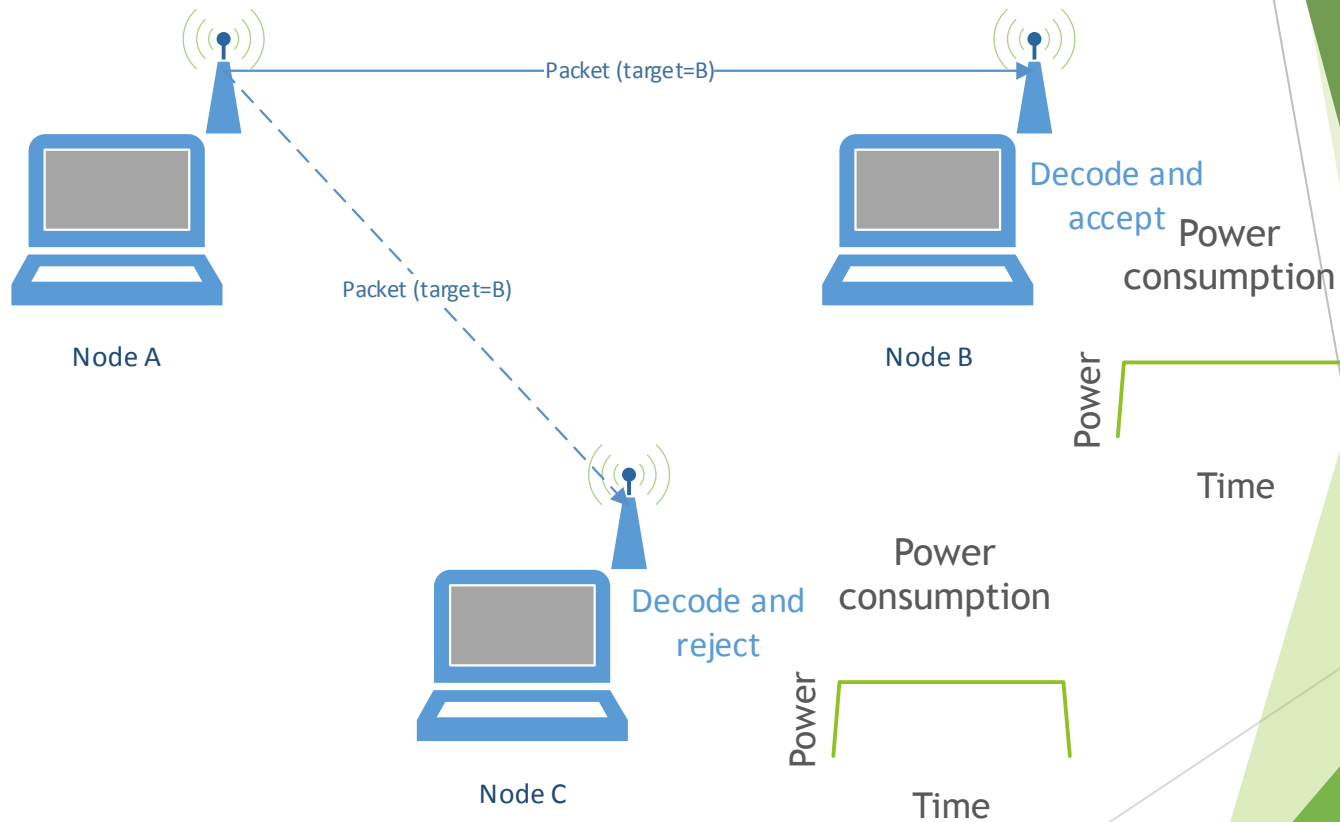 Packet (target=B)
Decode and
accept
Power
consumption
Packet (target=B)
Node A
Node B
Power
Time
Decode and
reject
Power
consumption
Power
Node C
Time